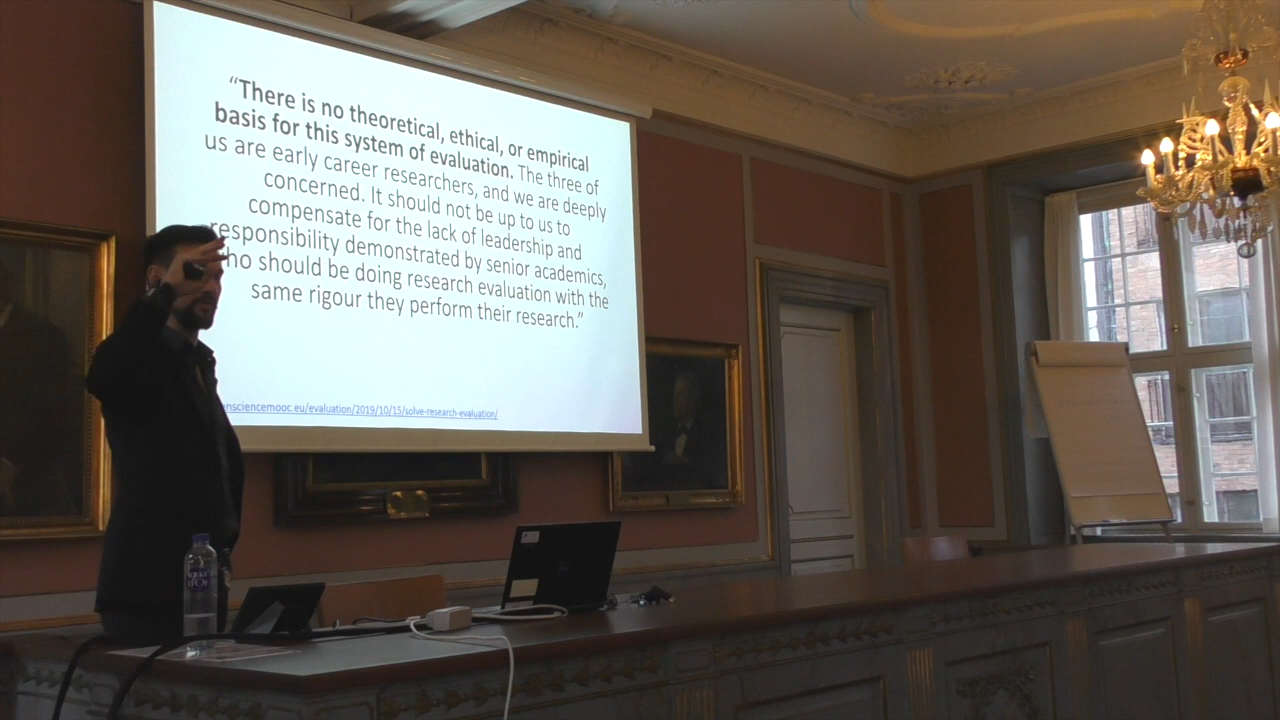 “There is no theoretical, ethical, or empirical
basis for this system of evaluation. The three of
us are early career researchers, and we are deeply
concerned. It should not be up to us to
compensate for the lack of leadership and
responsibility demonstrated by senior academics,
who should be doing research evaluation with the
same rigour they perform their research.”
ensciencemooc.eu/evaluation/2019/10/15/solve-research-evaluation/
aqua
d'Or